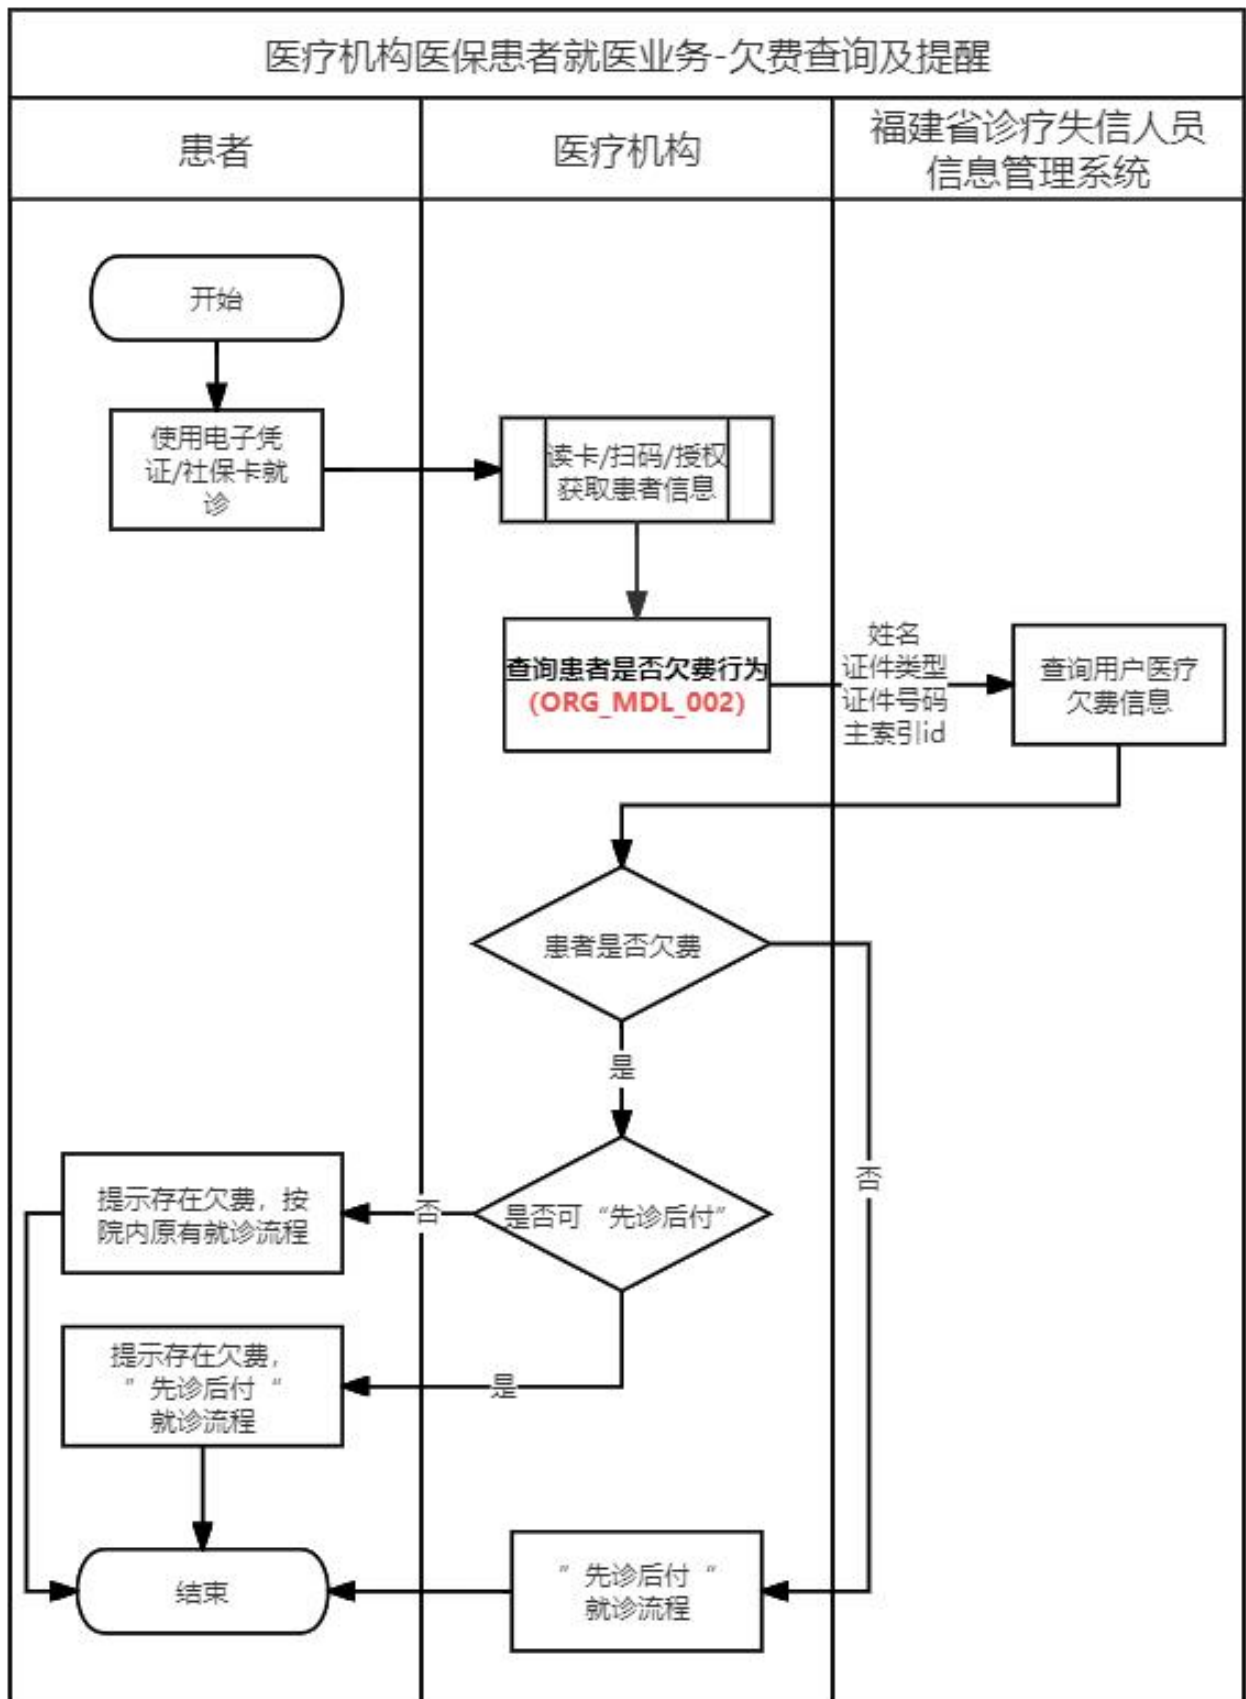 医疗机构医保患者就医业务-欠费查询及提醒
患者
医疗机构
福建省诊疗失信人员
信息管理系统
开始
使用电子凭
证/社保卡就
诊
读卡/扫码/授权
获取患者信息
查询患者是否欠费行为
(ORG_MDL_002)
姓名
证件类型
证件号码
主索引id
查询用户医疗
欠费信息
患者是否欠费
是
否
是否可“先诊后付”
否
提示存在欠费，按
院内原有就诊流程
是
提示存在欠费，
”先诊后付“
就诊流程
”先诊后付“
就诊流程
结束